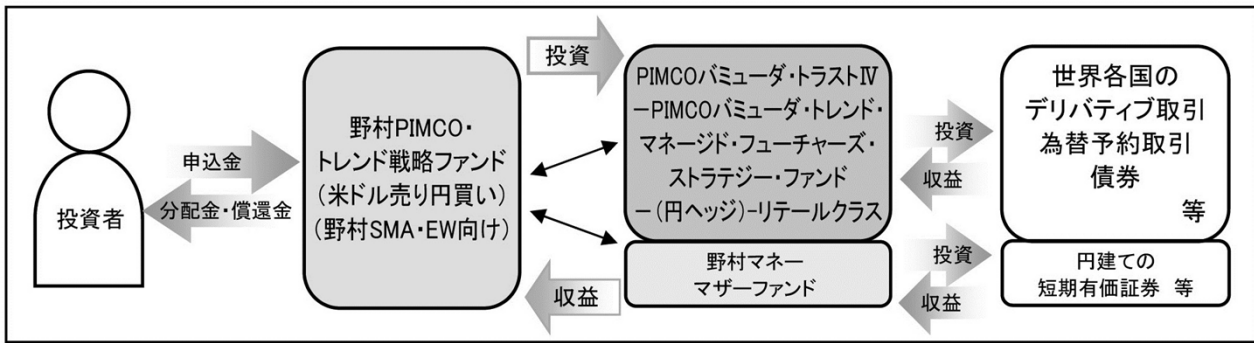 投資者
申込金
分配金・償還金
野村PIMCO・
トレンド戦略ファンド
(米ドル売り円買い)
(野村SMA・EW向け)
投資
収益
PIMCOバミューダ・トラストⅣ
－PIMCOバミューダ・トレンド・
マネージド・フューチャーズ・
ストラテジー・ファンド
－(円ヘッジ)-リテールクラス
野村マネー
マザーファンド
投資
収益
投資
収益
世界各国の
デリバティブ取引
為替予約取引
債券
等
円建ての
短期有価証券 等